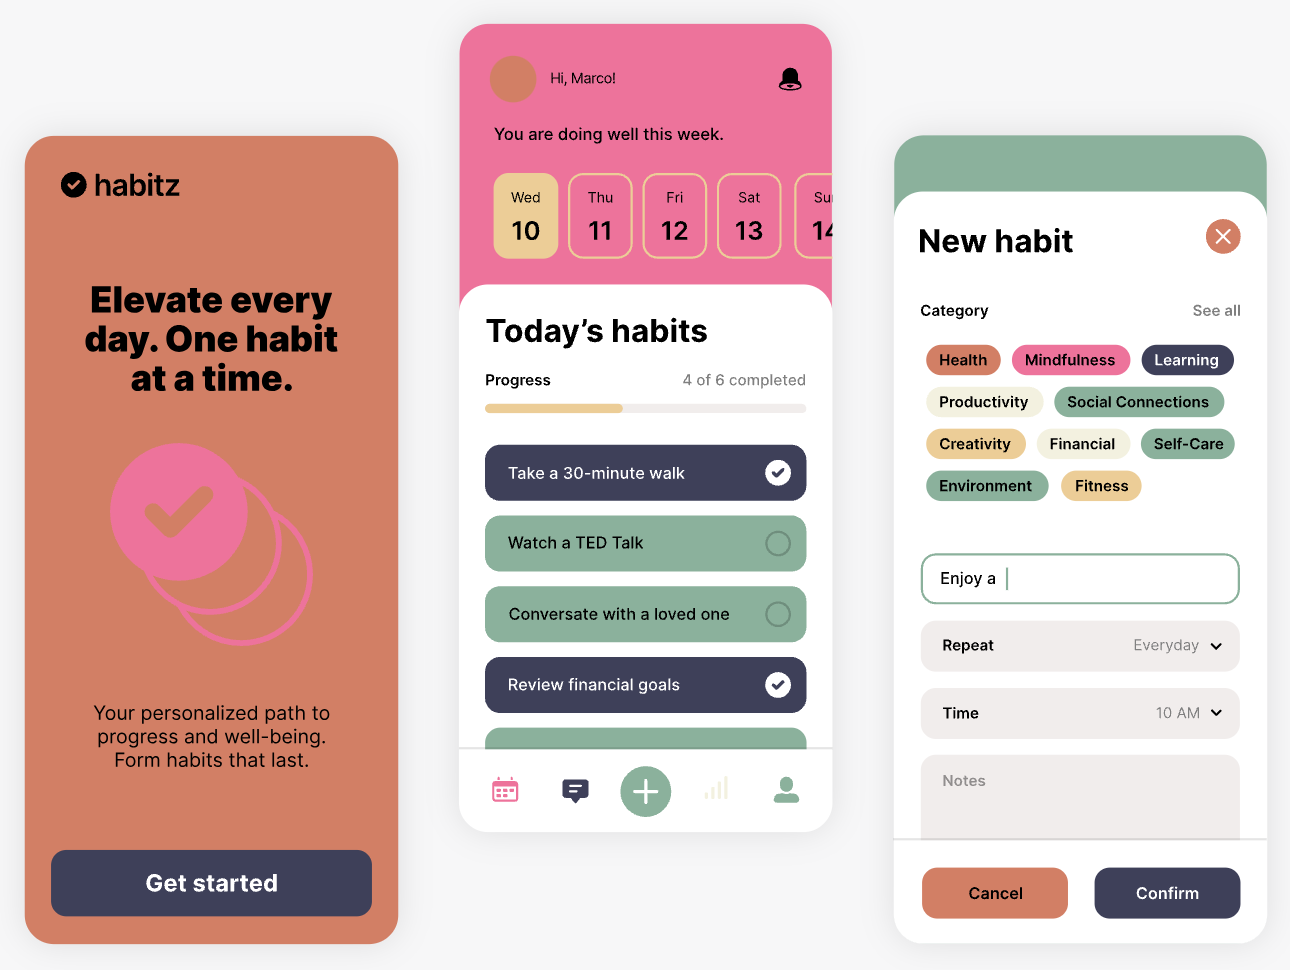 habitz
Elevate every
day. One habit
at a time.
Your personalized path to
progress and well-being.
Form habits that last.
Get started
Hi, Marco!
You are doing well this week.
Wed Thu Fri Sat Sun
10 11 12 13 14
Today’s habits
Progress 4 of 6 completed
Take a 30-minute walk
Watch a TED Talk
Conversate with a loved one
Review financial goals
New habit
Category See all
Health Mindfulness Learning
Productivity Social Connections
Creativity Financial Self-Care
Environment Fitness
Enjoy a
Repeat Everyday
Time 10 AM
Notes
Cancel Confirm